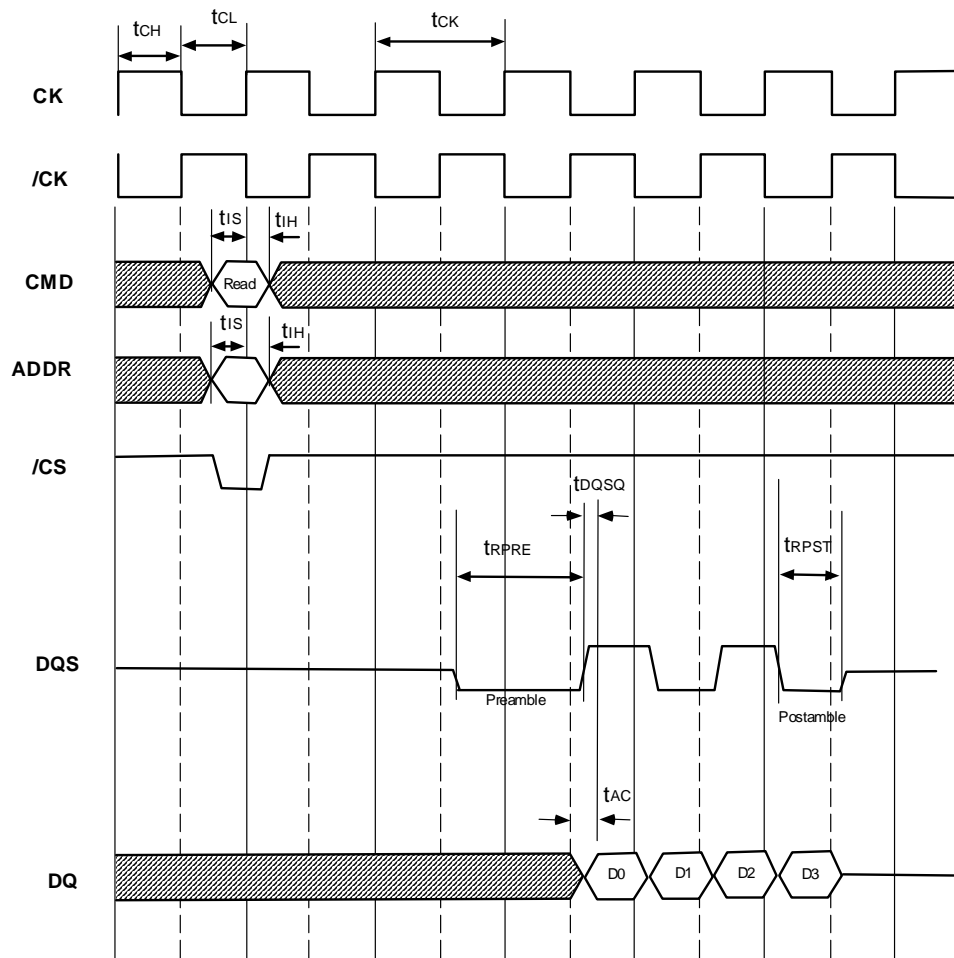 tCH tCL tCK
CK
/CK
tIS tIH
CMD Read
tIS tIH
ADDR
/CS
tDQSQ
tRPRE tRPST
DQS
Preamble Postamble
tAC
DQ D0 D1 D2 D3